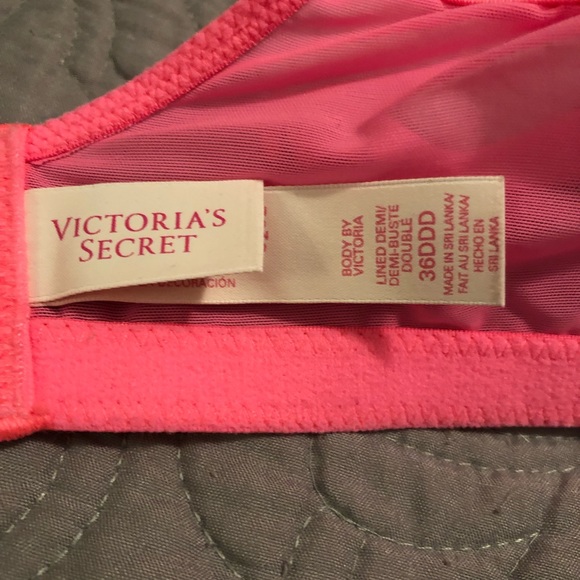 VICTORIA'S
SECRET
DECORACIÓN
BODY BY
VICTORIA
LINED DEMI/
DEMI-BUSTE
DOUBLE
36DDD
MADE IN SRI LANKA/
FAIT AU SRI LANKA/
HECHO EN
SRI LANKA